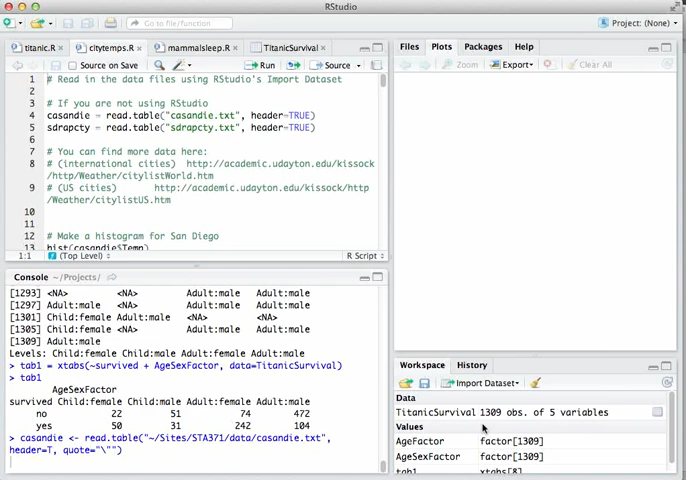 RStudio
Go to file/function
Project: (None)
titanic.R
citytemps.R
mammalsleep.R
TitanicSurvival
Source on Save
Run
Source
1 # Read in the data files using RStudio's Import Dataset
2
3 # If you are not using RStudio
4 casandie = read.table("casandie.txt", header=TRUE)
5 sdrapcty = read.table("sdrapcty.txt", header=TRUE)
6
7 # You can find more data here:
8 # (international cities) http://academic.udayton.edu/kissock
/http/Weather/citylistWorld.htm
9 # (US cities) http://academic.udayton.edu/kissock/http
/Weather/citylistUS.htm
10
11
12 # Make a histogram for San Diego
13 hist(casandie$Temp)
1:1 (Top Level) R Script
Console ~/Projects/
[1293] <NA> <NA> Adult:male Adult:male
[1297] Adult:male <NA> Adult:male Adult:male
[1301] Child:female Adult:male <NA> <NA>
[1305] Child:female <NA> Adult:male Adult:male
[1309] Adult:male
Levels: Child:female Child:male Adult:female Adult:male
> tab1 = xtabs(~survived + AgeSexFactor, data=TitanicSurvival)
> tab1
AgeSexFactor
survived Child:female Child:male Adult:female Adult:male
no 22 51 74 472
yes 50 31 242 104
> casandie <- read.table("~/Sites/STA371/data/casandie.txt",
header=T, quote="\"")
Files Plots Packages Help
Zoom Export Clear All
Workspace History
Import Dataset
Data
TitanicSurvival 1309 obs. of 5 variables
Values
AgeFactor factor[1309]
AgeSexFactor factor[1309]
tab1 xtabs[8]